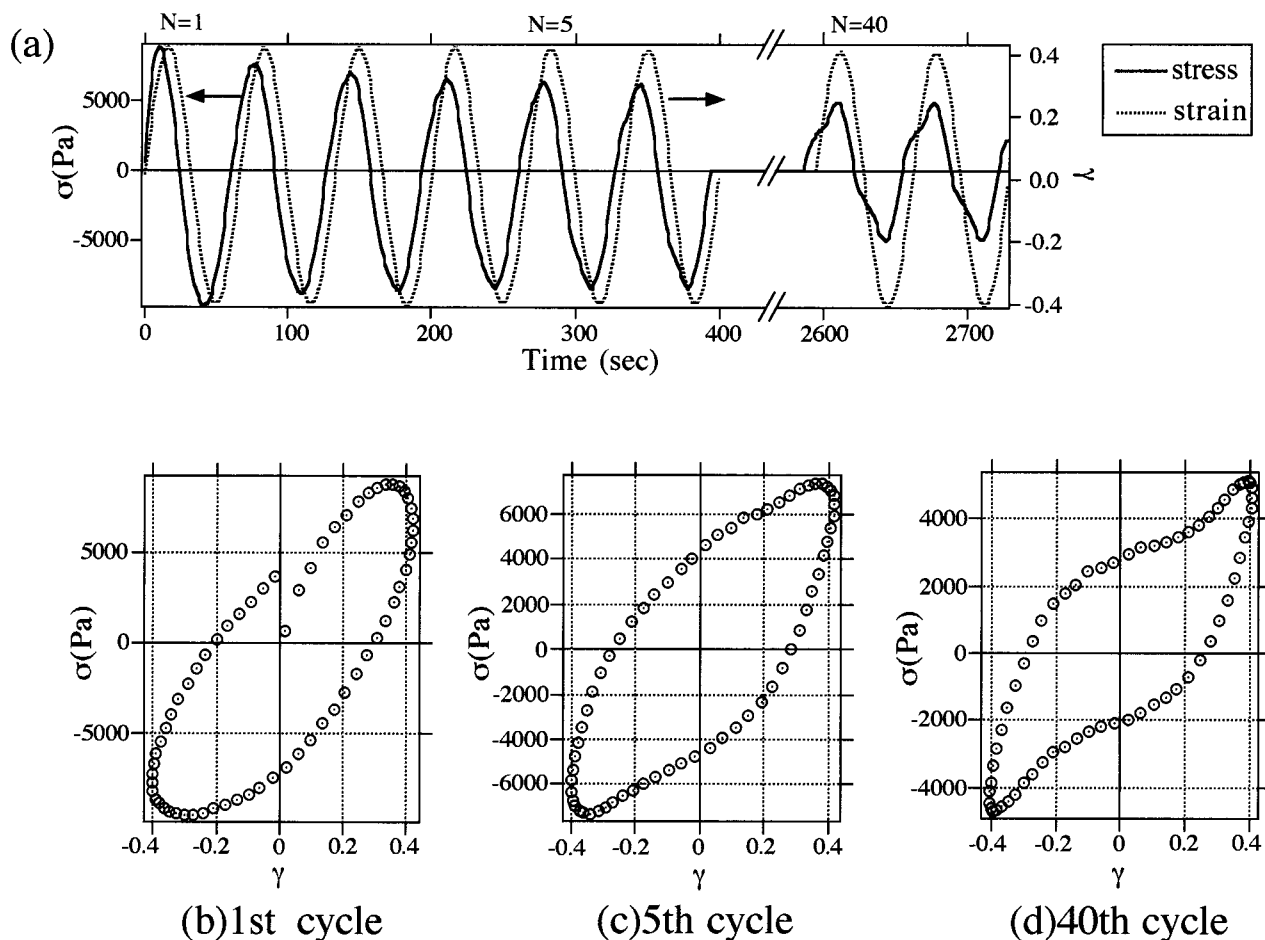 (a)
N=1 N=5 N=40
5000
0
-5000
σ(Pa)
0.4
0.2
0.0
-0.2
-0.4
γ
stress
strain
0 100 200 300 400 2600 2700
Time (sec)
5000
0
-5000
σ(Pa)
-0.4 -0.2 0 0.2 0.4
γ
(b)1st cycle
6000
4000
2000
0
-2000
-4000
-6000
σ(Pa)
-0.4 -0.2 0 0.2 0.4
γ
(c)5th cycle
4000
2000
0
-2000
-4000
σ(Pa)
-0.4 -0.2 0 0.2 0.4
γ
(d)40th cycle